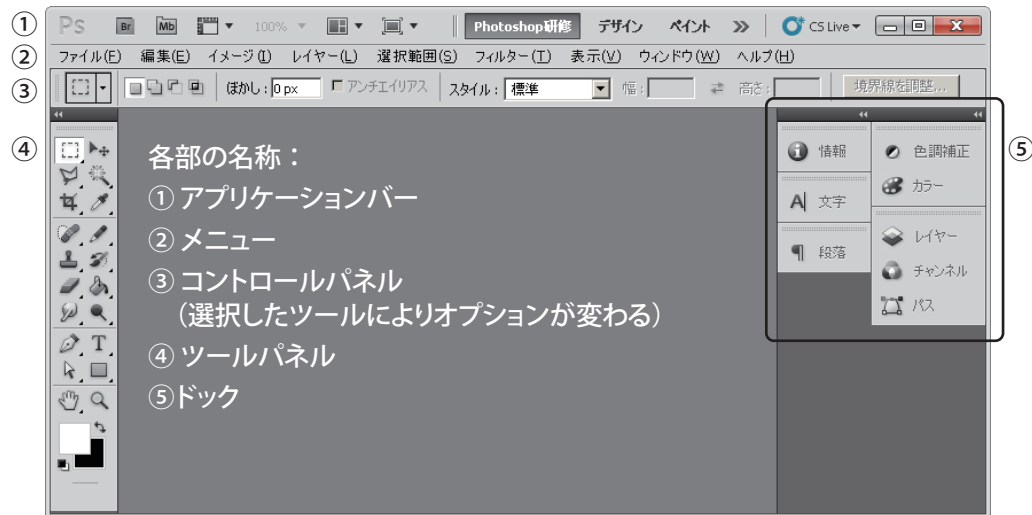 ① Ps Br Mb 100% Photoshop研修 デザイン ペイント >> CS Live
② ファイル(F) 編集(E) イメージ(I) レイヤー(L) 選択範囲(S) フィルター(T) 表示(V) ウィンドウ(W) ヘルプ(H)
③ ぼかし : 0 px アンチエイリアス スタイル : 標準 幅 : 高さ : 境界線を調整...
④
⑤
各部の名称：
① アプリケーションバー
② メニュー
③ コントロールパネル
（選択したツールによりオプションが変わる）
④ ツールパネル
⑤ドック
情報
文字
段落
色調補正
カラー
レイヤー
チャンネル
パス